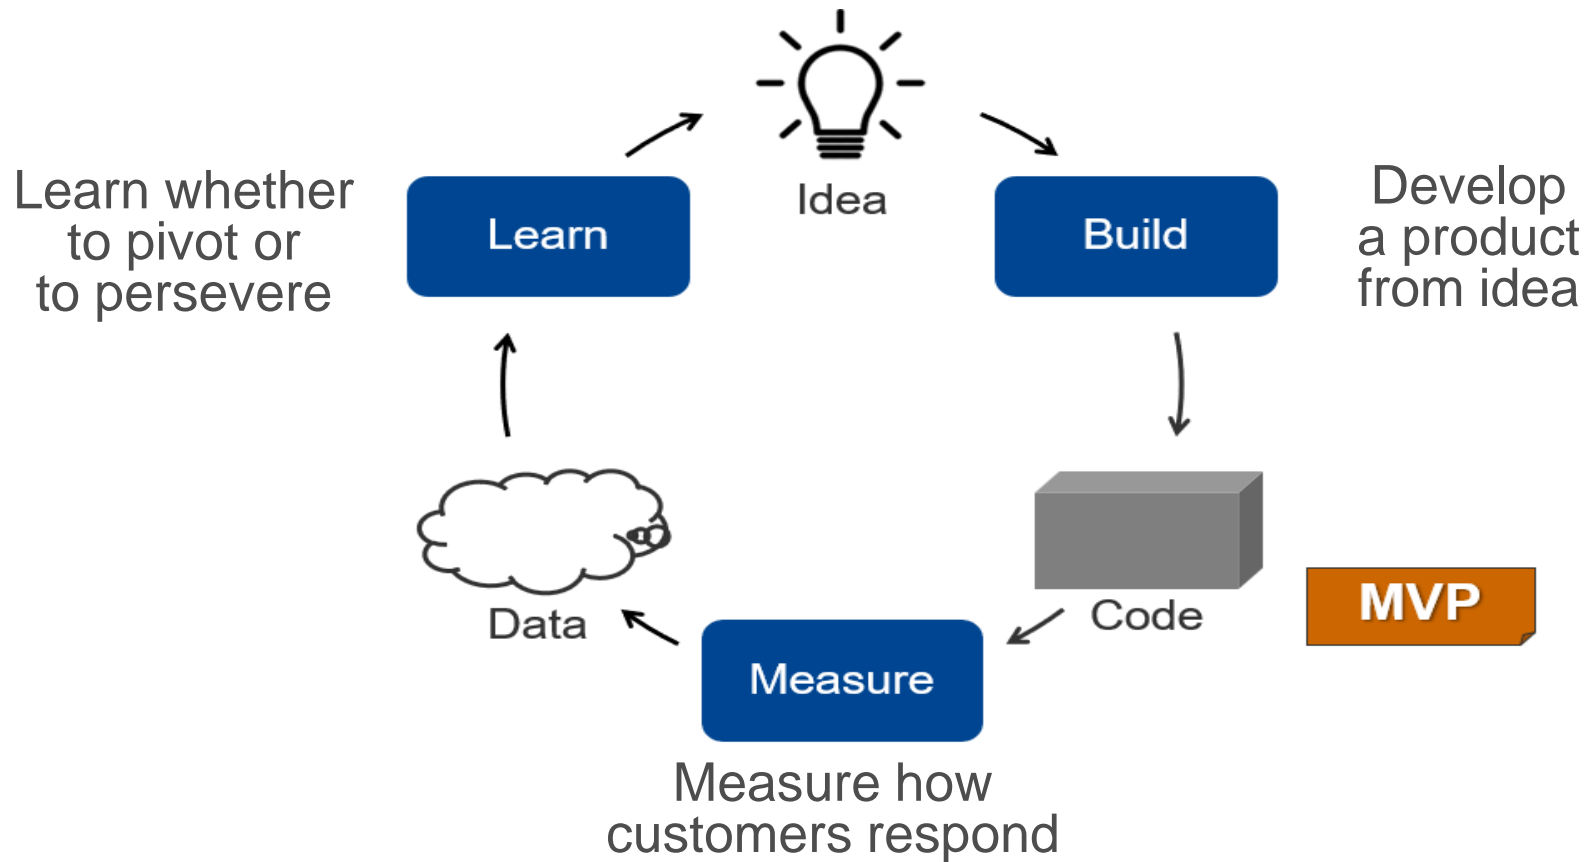 Idea
Learn
Build
Learn whether
to pivot or
to persevere
Develop
a product
from idea
Data
Code
MVP
Measure
Measure how
customers respond